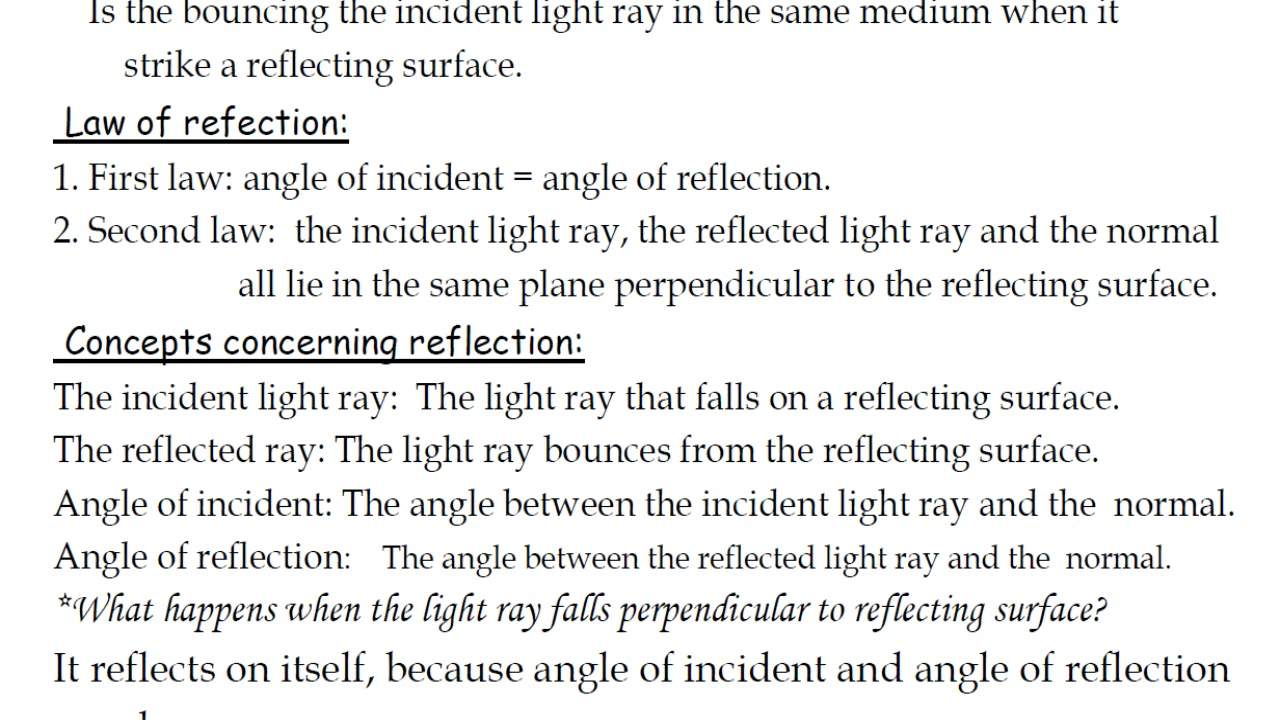 Is the bouncing the incident light ray in the same medium when it
strike a reflecting surface.
Law of refection:
1. First law: angle of incident = angle of reflection.
2. Second law:  the incident light ray, the reflected light ray and the normal
all lie in the same plane perpendicular to the reflecting surface.
Concepts concerning reflection:
The incident light ray:  The light ray that falls on a reflecting surface.
The reflected ray: The light ray bounces from the reflecting surface.
Angle of incident: The angle between the incident light ray and the  normal.
Angle of reflection:   The angle between the reflected light ray and the  normal.
*What happens when the light ray falls perpendicular to reflecting surface?
It reflects on itself, because angle of incident and angle of reflection